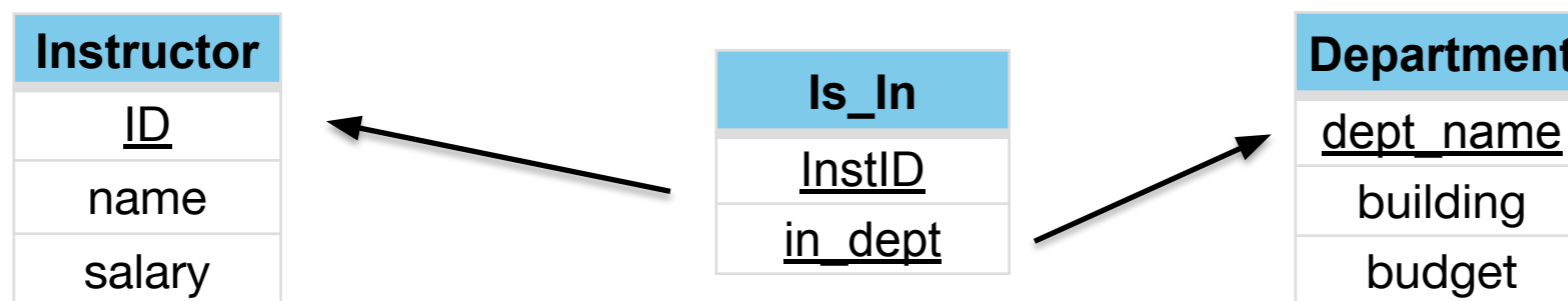 Instructor
ID
name
salary
Is_In
InstID
in_dept
Department
dept_name
building
budget